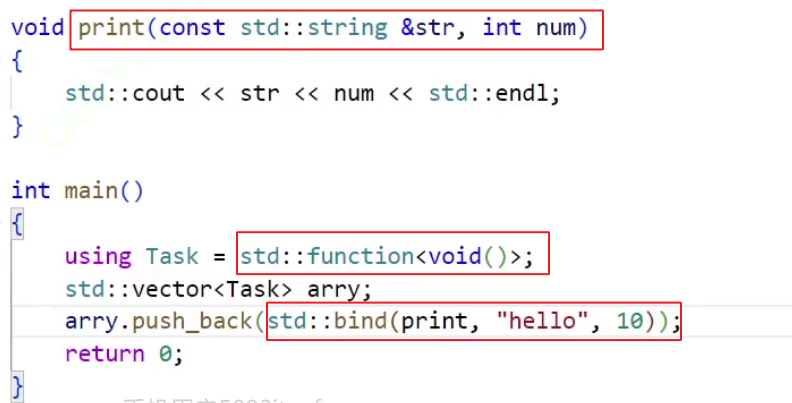 void print(const std::string &str, int num)
{
    std::cout << str << num << std::endl;
}
int main()
{
    using Task = std::function<void()>;
    std::vector<Task> arry;
    arry.push_back(std::bind(print, "hello", 10));
    return 0;
}